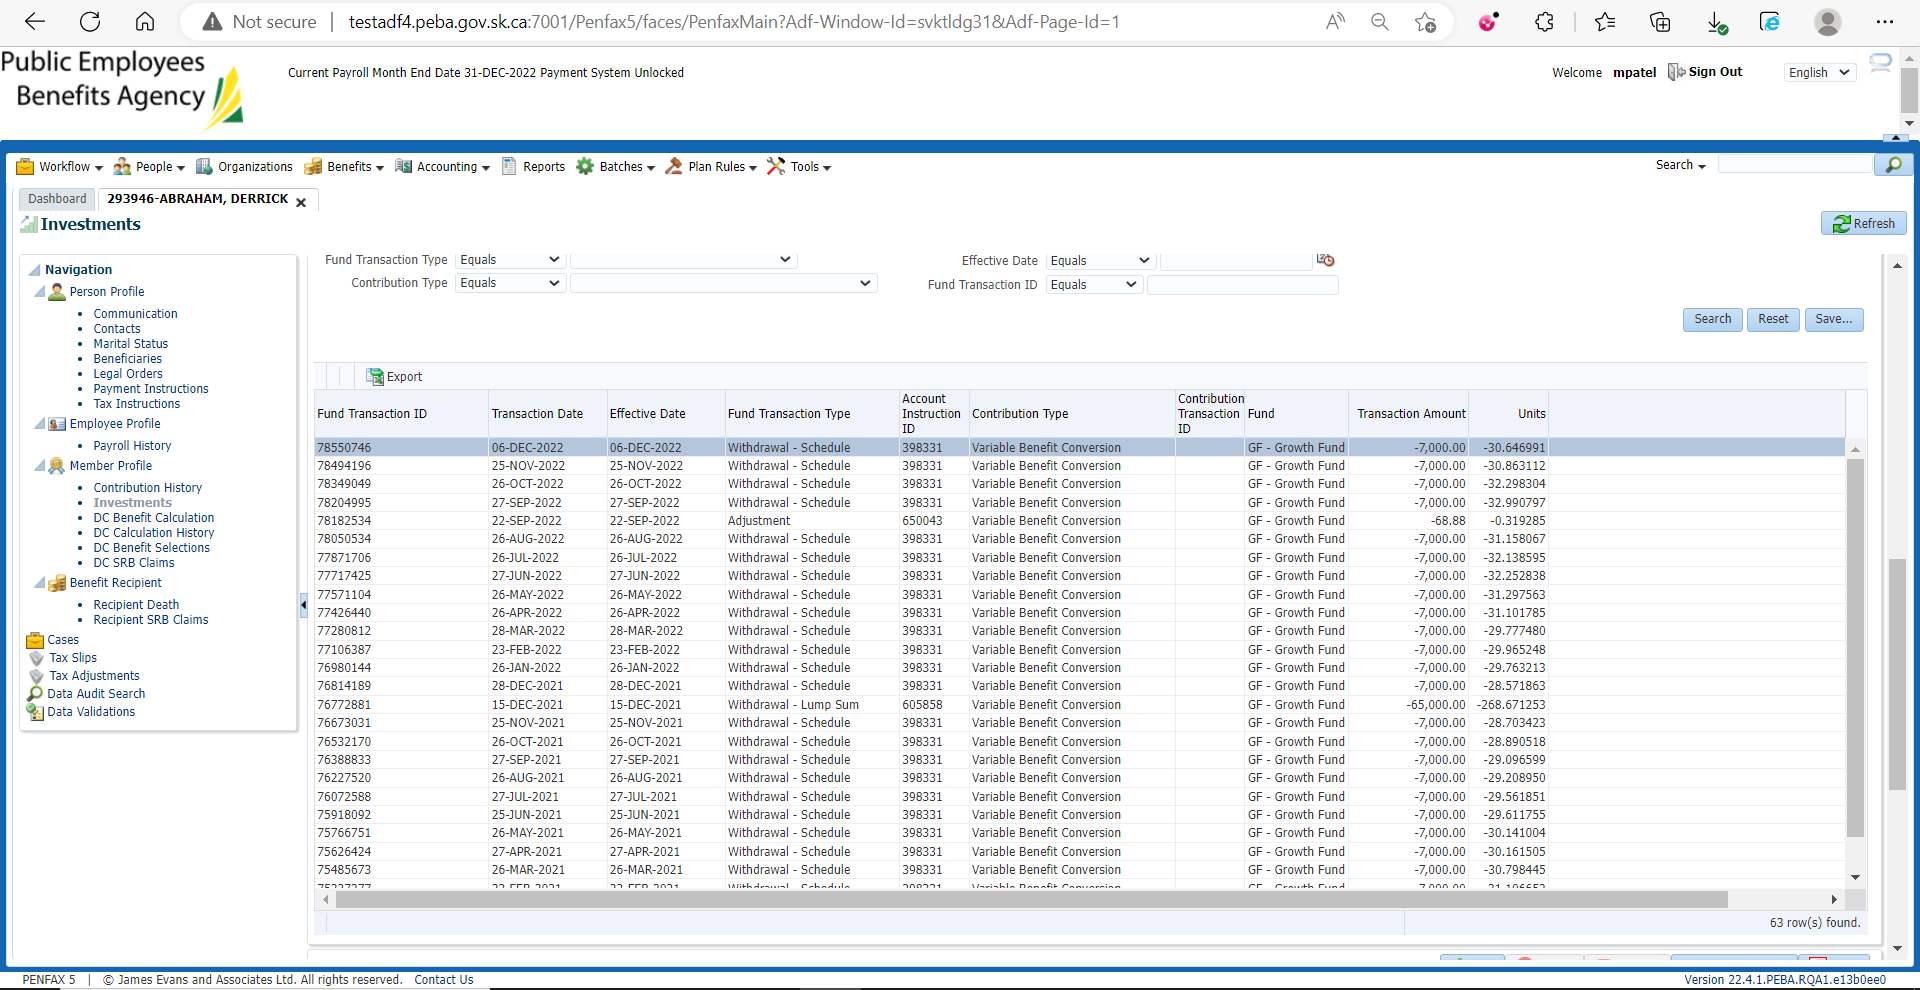 Not secure | testadf4.peba.gov.sk.ca:7001/Penfax5/faces/PenfaxMain?Adf-Window-Id=svktldg31&Adf-Page-Id=1
Public Employees
Benefits Agency
Current Payroll Month End Date 31-DEC-2022 Payment System Unlocked
Welcome mpatel Sign Out English
Workflow People Organizations Benefits Accounting Reports Batches Plan Rules Tools Search
Dashboard 293946-ABRAHAM, DERRICK
Investments Refresh
Navigation
Person Profile
Communication
Contacts
Marital Status
Beneficiaries
Legal Orders
Payment Instructions
Tax Instructions
Employee Profile
Payroll History
Member Profile
Contribution History
Investments
DC Benefit Calculation
DC Calculation History
DC Benefit Selections
DC SRB Claims
Benefit Recipient
Recipient Death
Recipient SRB Claims
Cases
Tax Slips
Tax Adjustments
Data Audit Search
Data Validations
Fund Transaction Type Equals Effective Date Equals
Contribution Type Equals Fund Transaction ID Equals
Search Reset Save...
Export
Fund Transaction ID Transaction Date Effective Date Fund Transaction Type Account Instruction ID Contribution Type Contribution Transaction ID Fund Transaction Amount Units
78550746 06-DEC-2022 06-DEC-2022 Withdrawal - Schedule 398331 Variable Benefit Conversion GF - Growth Fund -7,000.00 -30.646991
78494196 25-NOV-2022 25-NOV-2022 Withdrawal - Schedule 398331 Variable Benefit Conversion GF - Growth Fund -7,000.00 -30.863112
78349049 26-OCT-2022 26-OCT-2022 Withdrawal - Schedule 398331 Variable Benefit Conversion GF - Growth Fund -7,000.00 -32.298304
78204995 27-SEP-2022 27-SEP-2022 Withdrawal - Schedule 398331 Variable Benefit Conversion GF - Growth Fund -7,000.00 -32.990797
78182534 22-SEP-2022 22-SEP-2022 Adjustment 650043 Variable Benefit Conversion GF - Growth Fund -68.88 -0.319285
78050534 26-AUG-2022 26-AUG-2022 Withdrawal - Schedule 398331 Variable Benefit Conversion GF - Growth Fund -7,000.00 -31.158067
77871706 26-JUL-2022 26-JUL-2022 Withdrawal - Schedule 398331 Variable Benefit Conversion GF - Growth Fund -7,000.00 -32.138595
77717425 27-JUN-2022 27-JUN-2022 Withdrawal - Schedule 398331 Variable Benefit Conversion GF - Growth Fund -7,000.00 -32.252838
77571104 26-MAY-2022 26-MAY-2022 Withdrawal - Schedule 398331 Variable Benefit Conversion GF - Growth Fund -7,000.00 -31.297563
77426440 26-APR-2022 26-APR-2022 Withdrawal - Schedule 398331 Variable Benefit Conversion GF - Growth Fund -7,000.00 -31.101785
77280812 28-MAR-2022 28-MAR-2022 Withdrawal - Schedule 398331 Variable Benefit Conversion GF - Growth Fund -7,000.00 -29.777480
77106387 23-FEB-2022 23-FEB-2022 Withdrawal - Schedule 398331 Variable Benefit Conversion GF - Growth Fund -7,000.00 -29.965248
76980144 26-JAN-2022 26-JAN-2022 Withdrawal - Schedule 398331 Variable Benefit Conversion GF - Growth Fund -7,000.00 -29.763213
76814189 28-DEC-2021 28-DEC-2021 Withdrawal - Schedule 398331 Variable Benefit Conversion GF - Growth Fund -7,000.00 -28.571863
76772881 15-DEC-2021 15-DEC-2021 Withdrawal - Lump Sum 605858 Variable Benefit Conversion GF - Growth Fund -65,000.00 -268.671253
76673031 25-NOV-2021 25-NOV-2021 Withdrawal - Schedule 398331 Variable Benefit Conversion GF - Growth Fund -7,000.00 -28.703423
76532170 26-OCT-2021 26-OCT-2021 Withdrawal - Schedule 398331 Variable Benefit Conversion GF - Growth Fund -7,000.00 -28.890518
76388833 27-SEP-2021 27-SEP-2021 Withdrawal - Schedule 398331 Variable Benefit Conversion GF - Growth Fund -7,000.00 -29.096599
76227520 26-AUG-2021 26-AUG-2021 Withdrawal - Schedule 398331 Variable Benefit Conversion GF - Growth Fund -7,000.00 -29.208950
76072588 27-JUL-2021 27-JUL-2021 Withdrawal - Schedule 398331 Variable Benefit Conversion GF - Growth Fund -7,000.00 -29.561851
75918092 25-JUN-2021 25-JUN-2021 Withdrawal - Schedule 398331 Variable Benefit Conversion GF - Growth Fund -7,000.00 -29.611755
75766751 26-MAY-2021 26-MAY-2021 Withdrawal - Schedule 398331 Variable Benefit Conversion GF - Growth Fund -7,000.00 -30.141004
75626424 27-APR-2021 27-APR-2021 Withdrawal - Schedule 398331 Variable Benefit Conversion GF - Growth Fund -7,000.00 -30.161505
75485673 26-MAR-2021 26-MAR-2021 Withdrawal - Schedule 398331 Variable Benefit Conversion GF - Growth Fund -7,000.00 -30.798445
63 row(s) found.
PENFAX 5 | © James Evans and Associates Ltd. All rights reserved. Contact Us Version 22.4.1.PEBA.RQA1.e13b0ee0